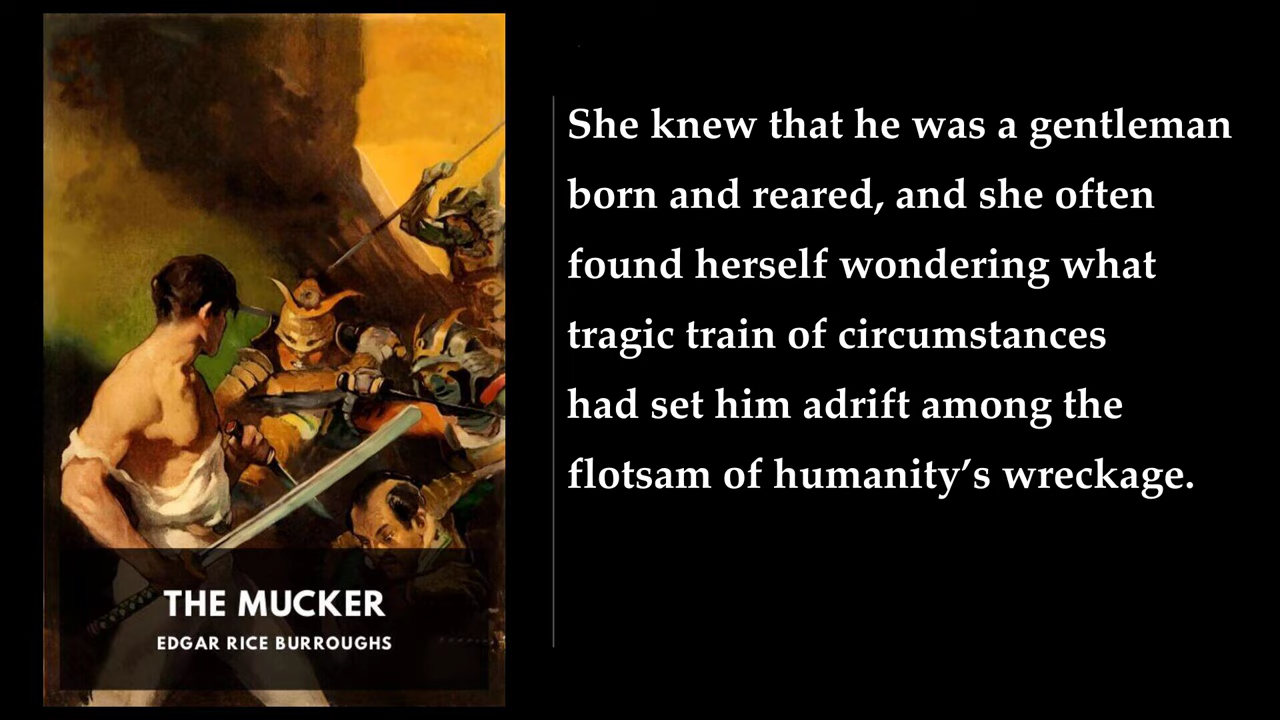 She knew that he was a gentleman
born and reared, and she often
found herself wondering what
tragic train of circumstances
had set him adrift among the
flotsam of humanity’s wreckage.
THE MUCKER
EDGAR RICE BURROUGHS